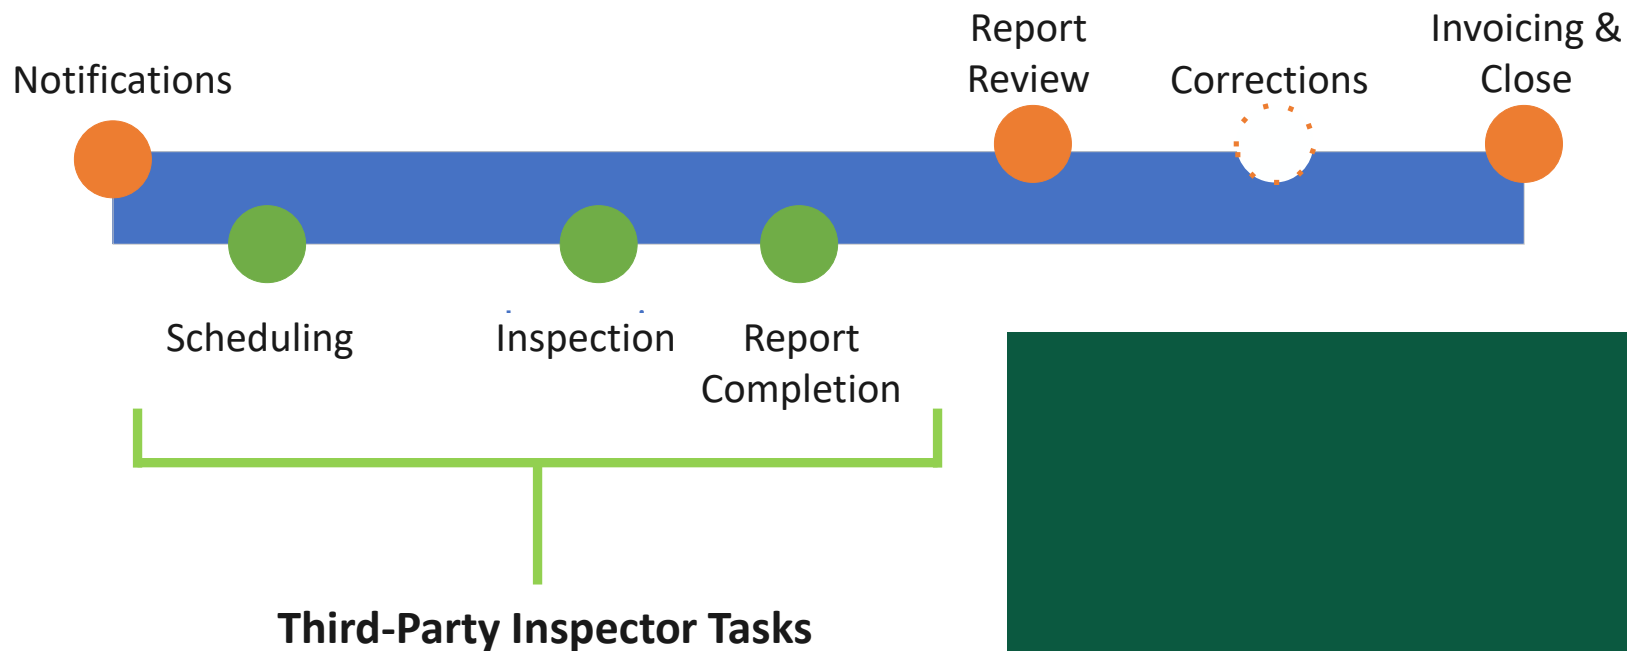 Notifications
Report
Review
Corrections
Invoicing &
Close
Scheduling
Inspection
Report
Completion
Third-Party Inspector Tasks